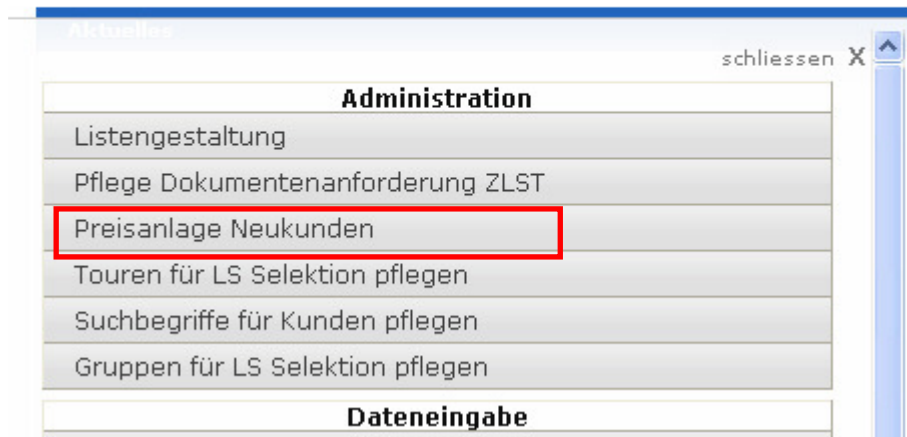 Aktuelles
schliessen X
Administration
Listengestaltung
Pflege Dokumentenanforderung ZLST
Preisanlage Neukunden
Touren für LS Selektion pflegen
Suchbegriffe für Kunden pflegen
Gruppen für LS Selektion pflegen
Dateneingabe